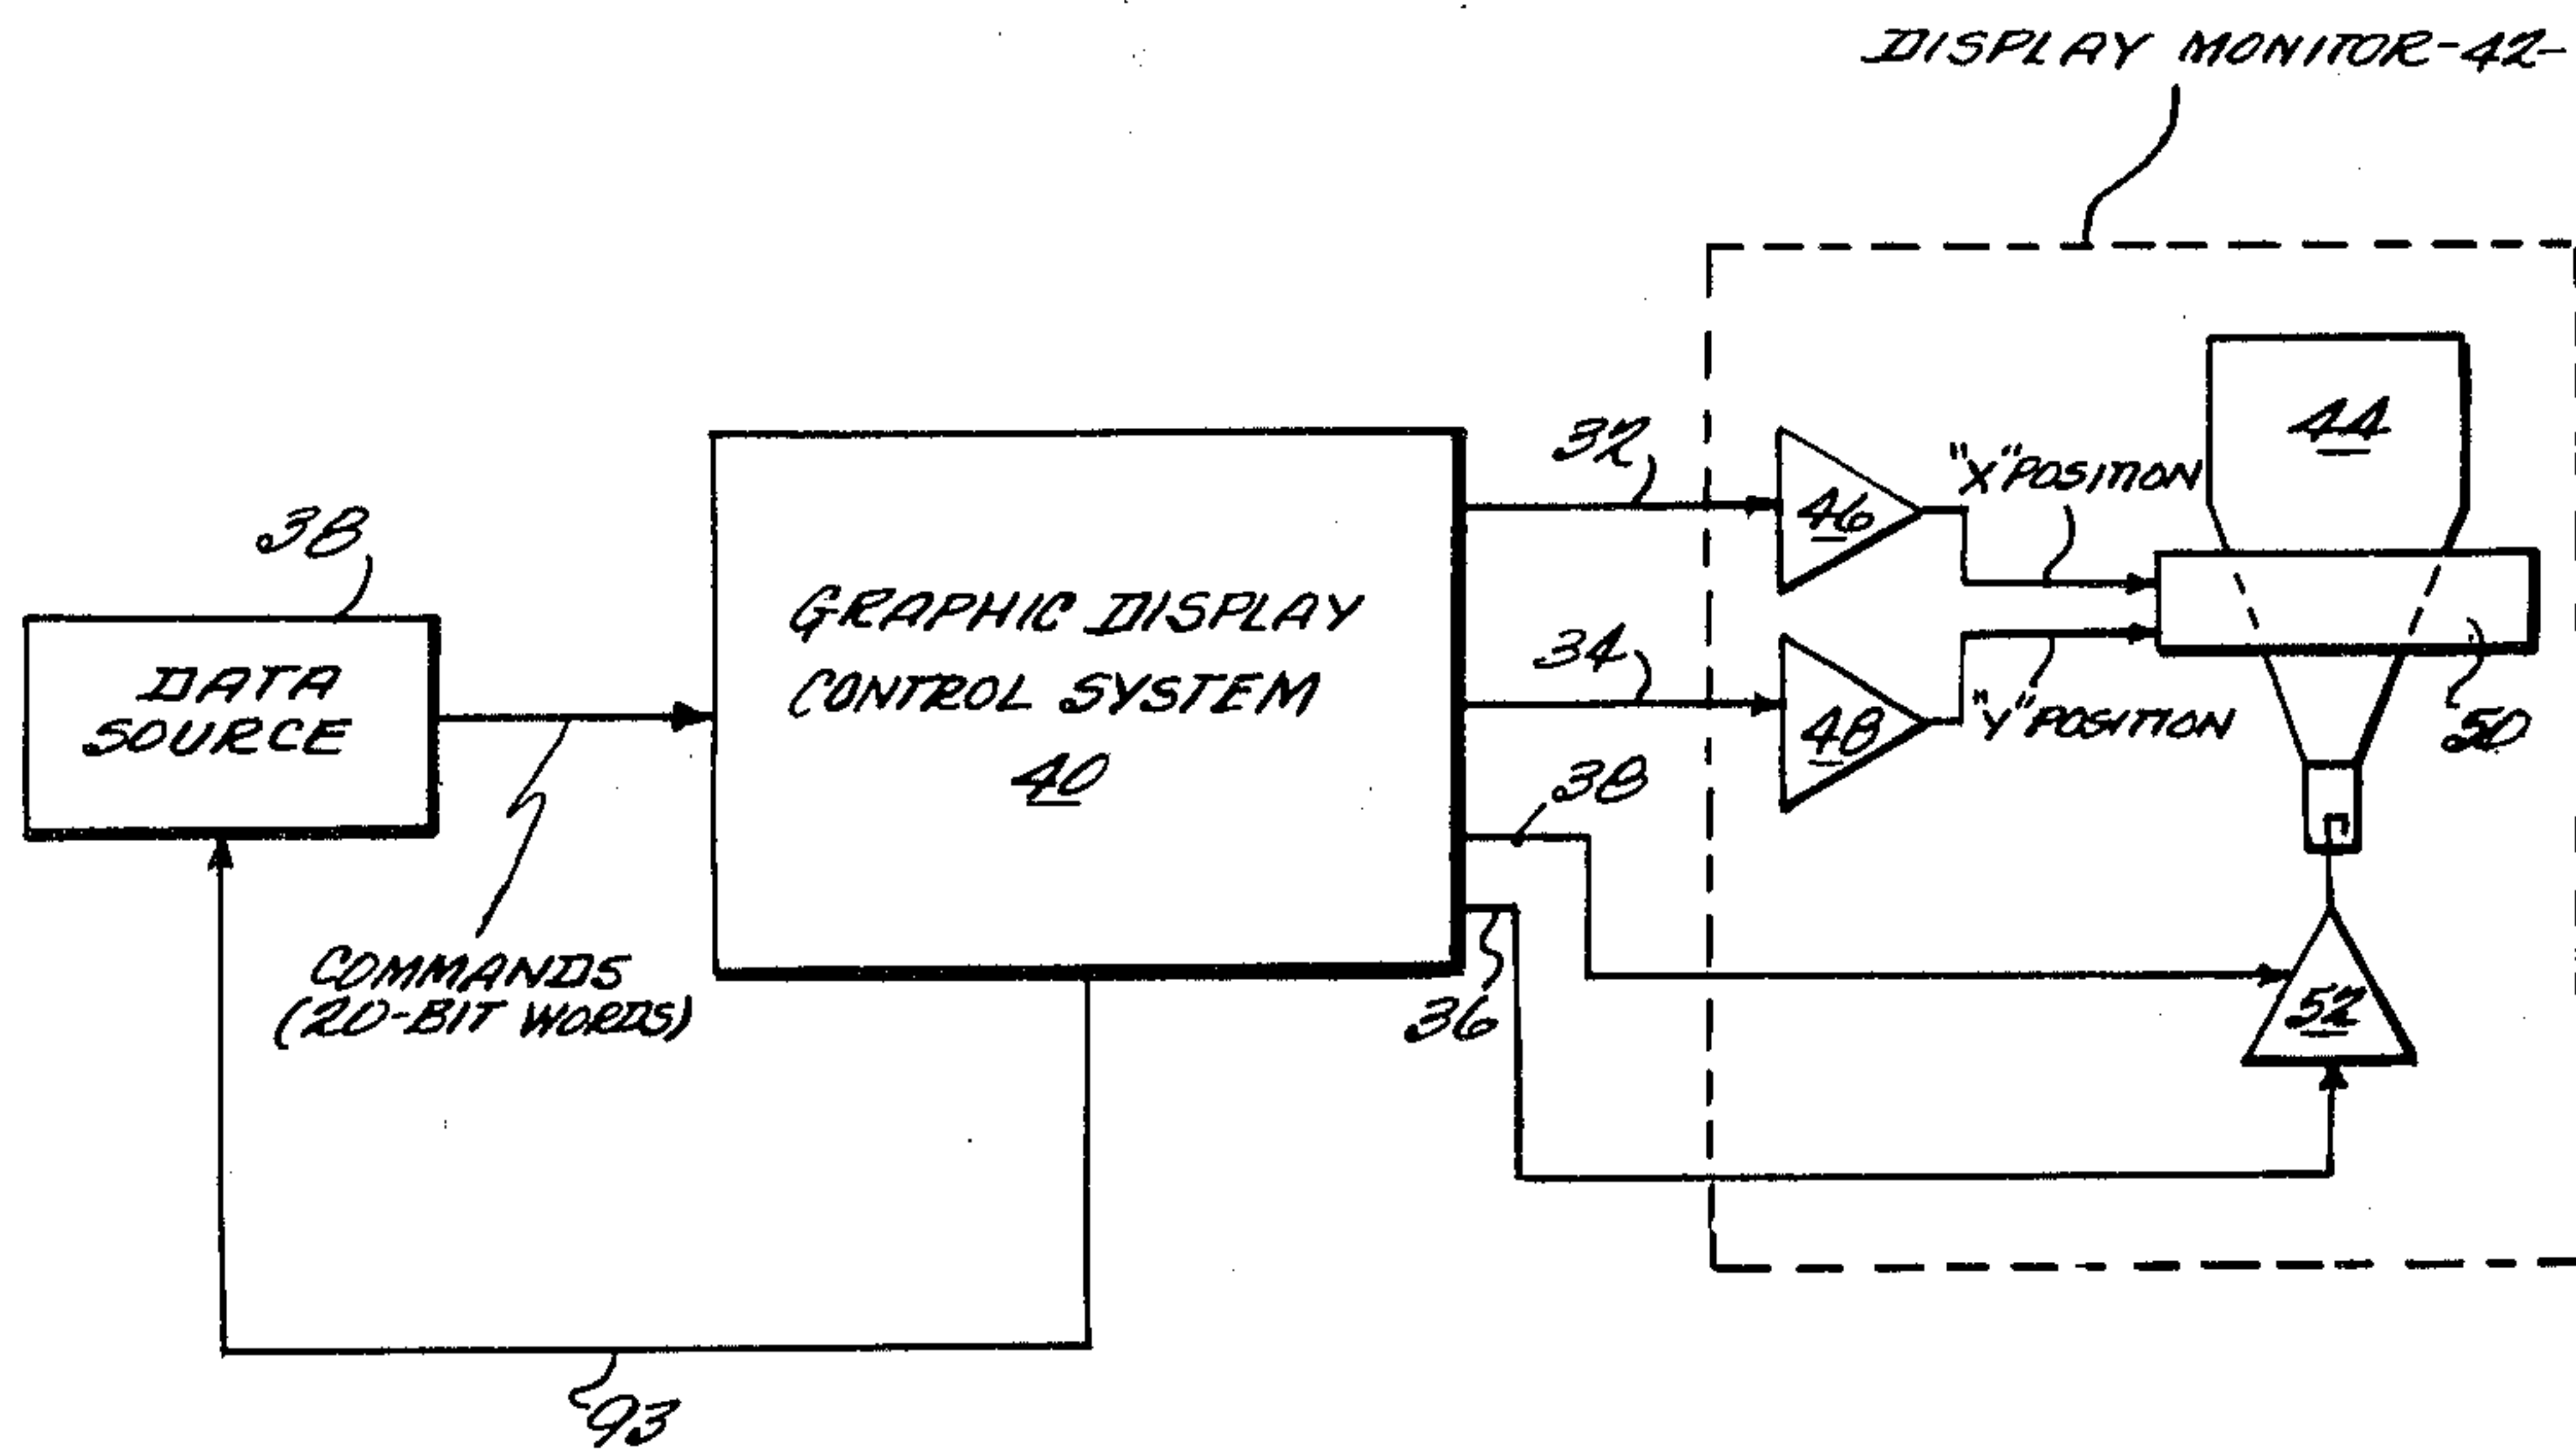 DISPLAY MONITOR-42-
32
"X" POSITION
44
46
38
GRAPHIC DISPLAY
CONTROL SYSTEM
40
DATA
SOURCE
34
48
"Y" POSITION
50
38
COMMANDS
(20-BIT WORDS)
36
52
93